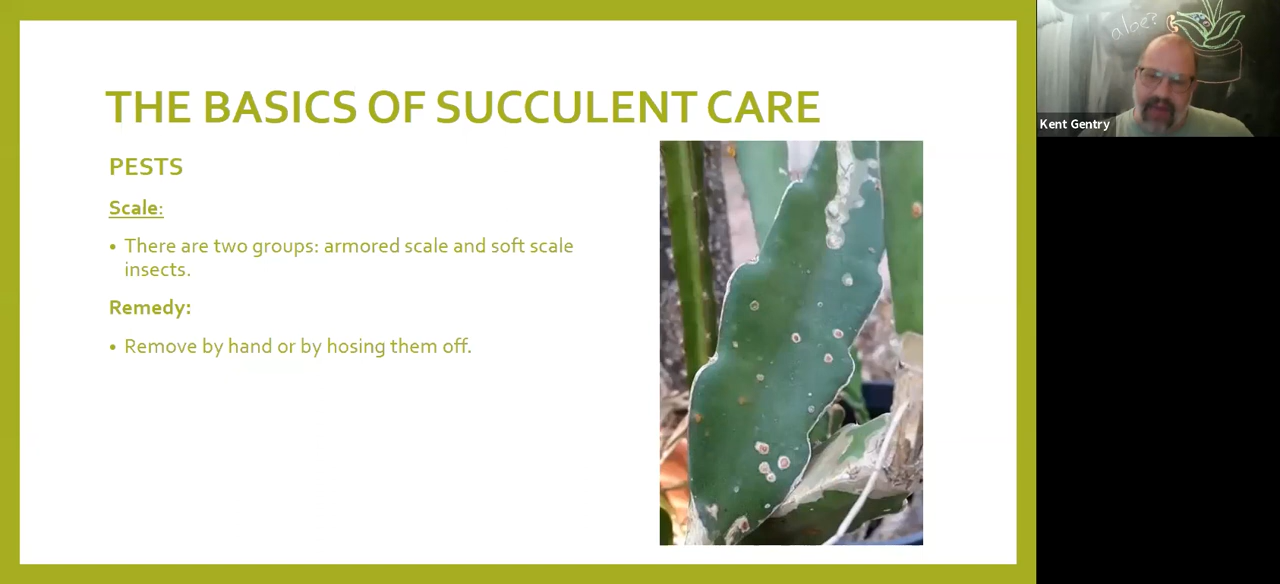 THE BASICS OF SUCCULENT CARE
PESTS
Scale:
• There are two groups: armored scale and soft scale
insects.
Remedy:
• Remove by hand or by hosing them off.
aloe?
Kent Gentry